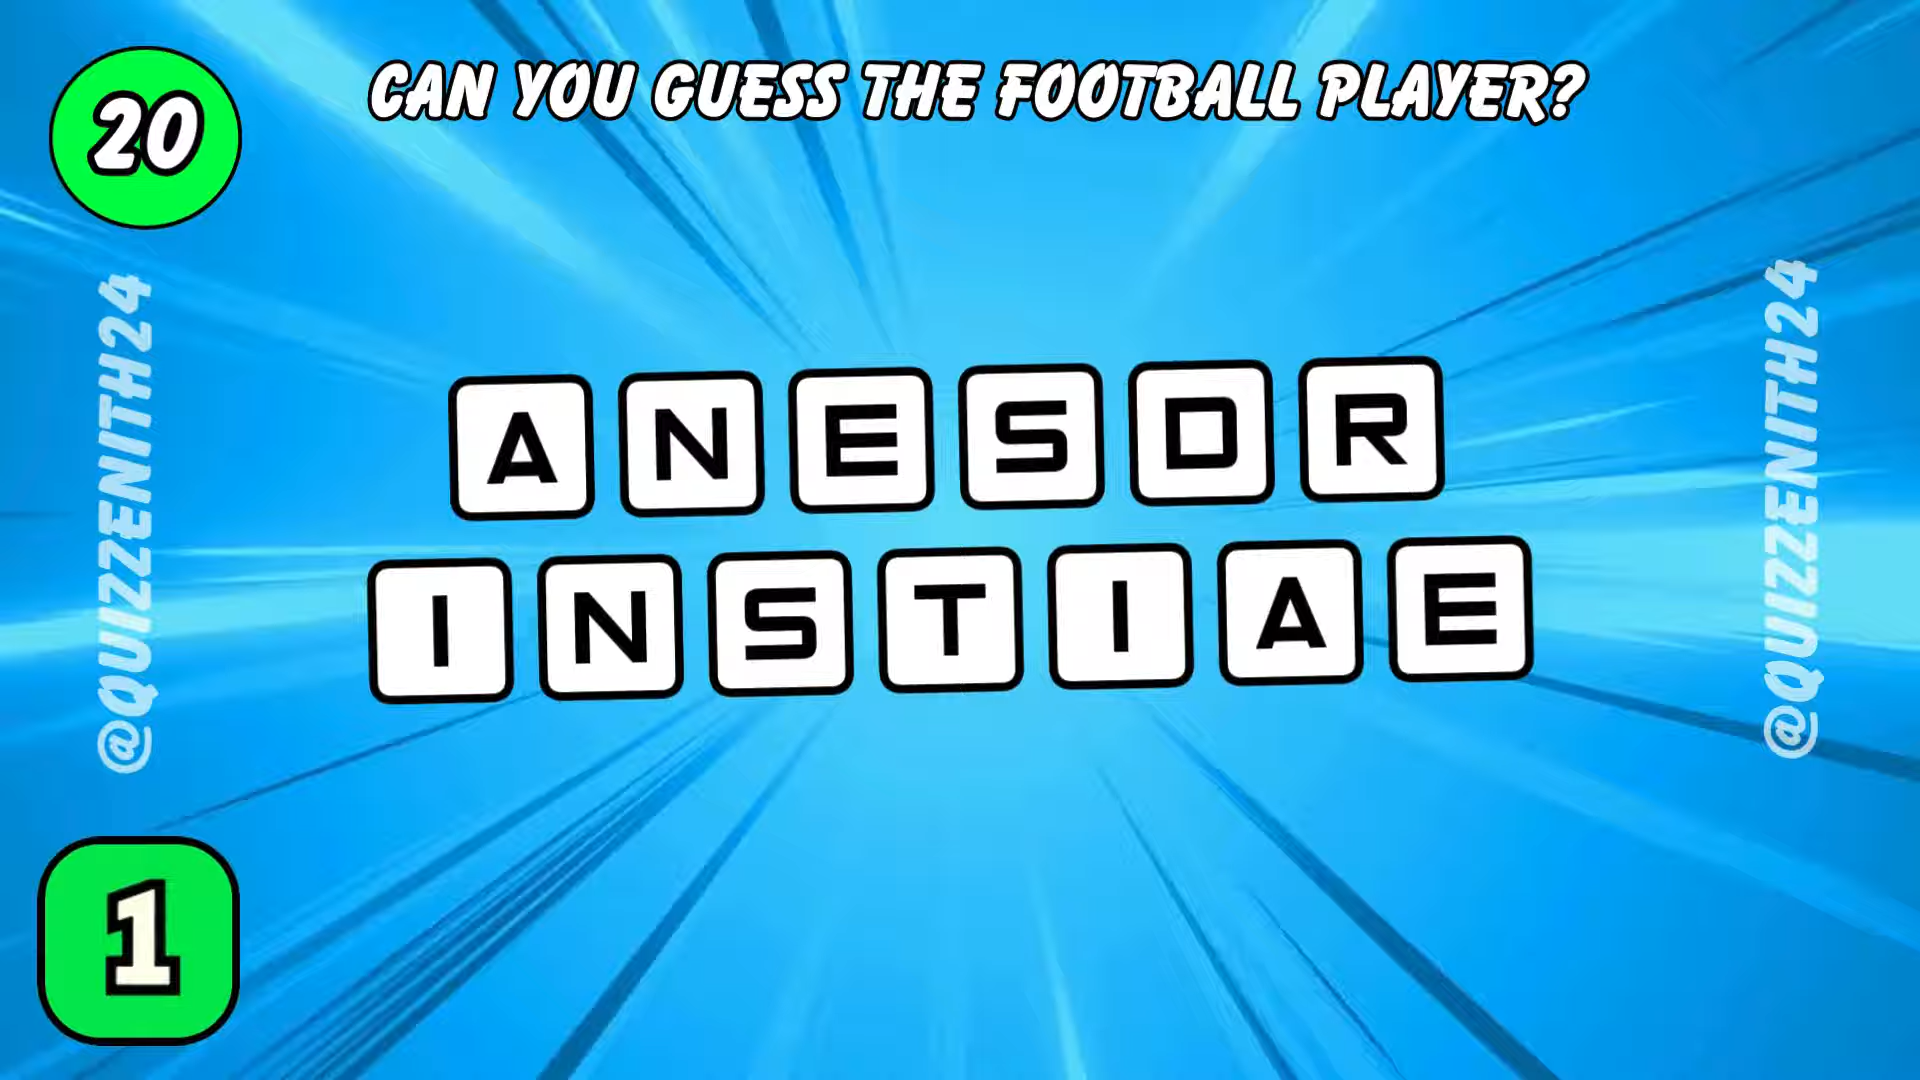 20
CAN YOU GUESS THE FOOTBALL PLAYER?
@QUIZZENITH24
@QUIZZENITH24
ANESDR
INSTIAE
1